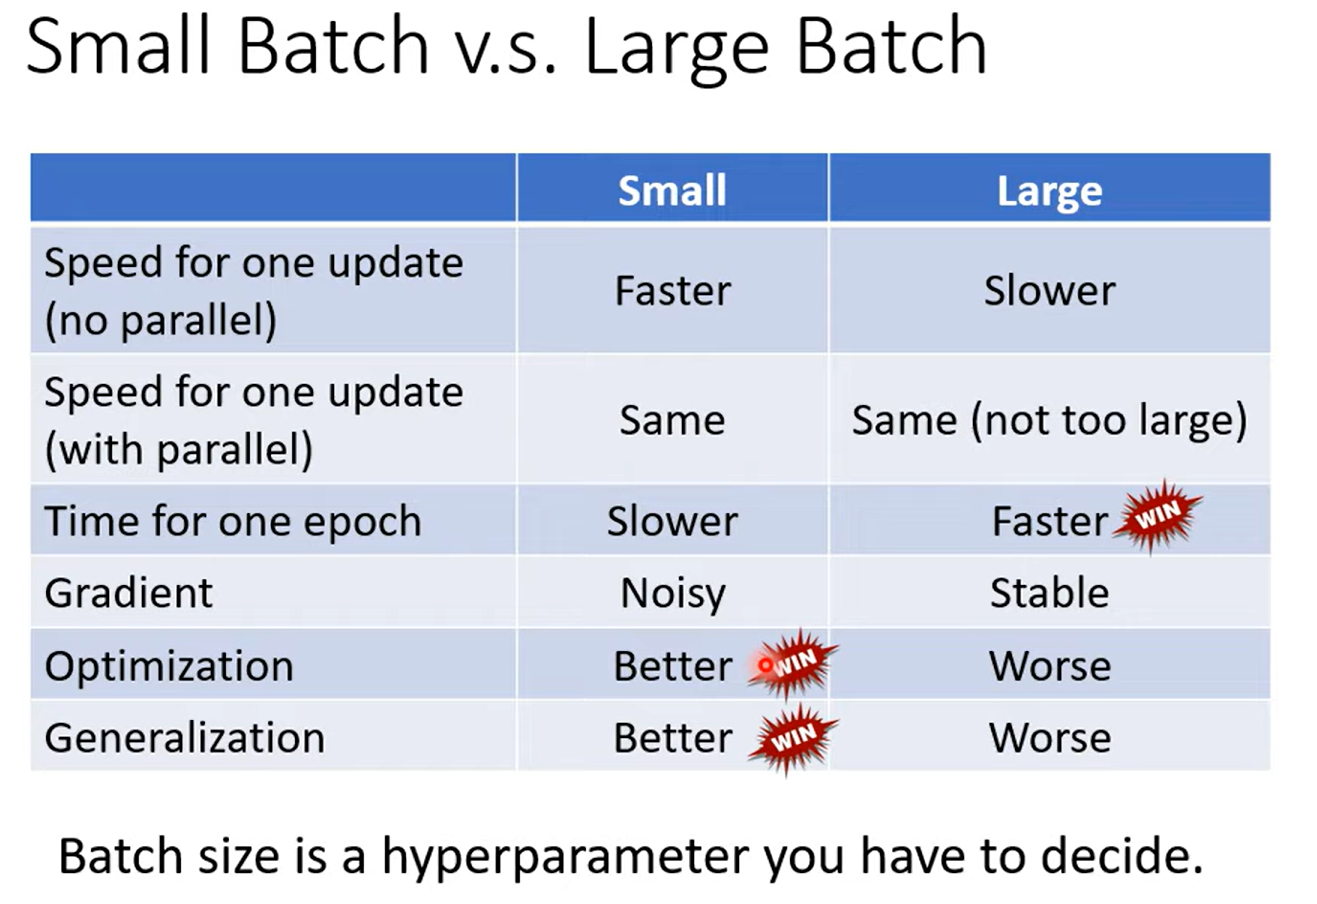 Small Batch v.s. Large Batch
Small Large
Speed for one update
(no parallel)
Faster Slower
Speed for one update
(with parallel)
Same Same (not too large)
Time for one epoch Slower Faster WIN
Gradient Noisy Stable
Optimization Better WIN Worse
Generalization Better WIN Worse
Batch size is a hyperparameter you have to decide.